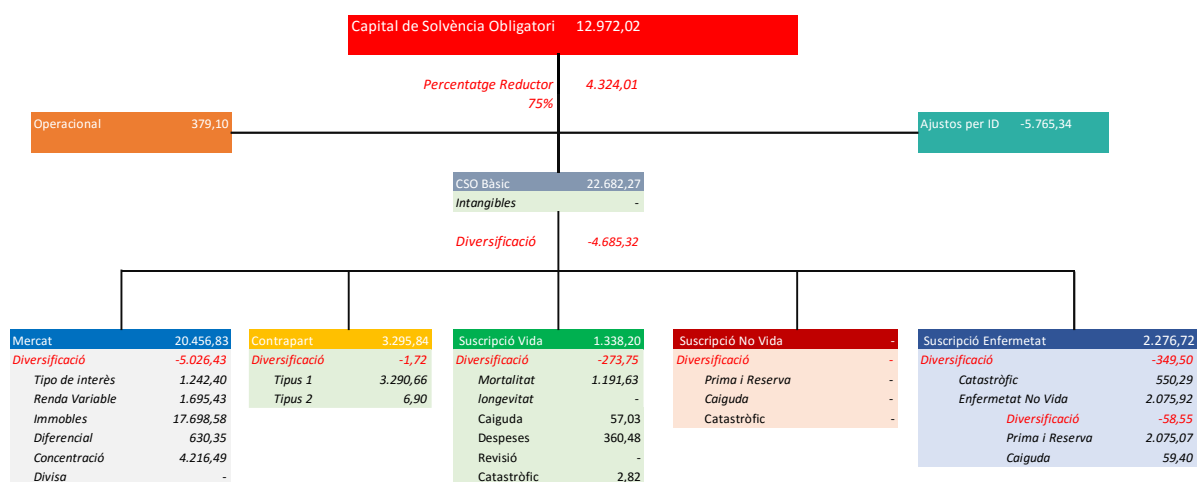 Capital de Solvència Obligatori 12.972,02
Percentatge Reductor 4.324,01
75%
Operacional 379,10
Ajustos per ID -5.765,34
CSO Bàsic 22.682,27
Intangibles -
Diversificació -4.685,32
Mercat 20.456,83
Diversificació -5.026,43
Tipo de interès 1.242,40
Renda Variable 1.695,43
Immobles 17.698,58
Diferencial 630,35
Concentració 4.216,49
Divisa -
Contrapart 3.295,84
Diversificació -1,72
Tipus 1 3.290,66
Tipus 2 6,90
Suscripció Vida 1.338,20
Diversificació -273,75
Mortalitat 1.191,63
longevitat -
Caiguda 57,03
Despeses 360,48
Revisió -
Catastròfic 2,82
Suscripció No Vida -
Diversificació -
Prima i Reserva -
Caiguda -
Catastròfic -
Suscripció Enfermetat 2.276,72
Diversificació -349,50
Catastròfic 550,29
Enfermetat No Vida 2.075,92
Diversificació -58,55
Prima i Reserva 2.075,07
Caiguda 59,40